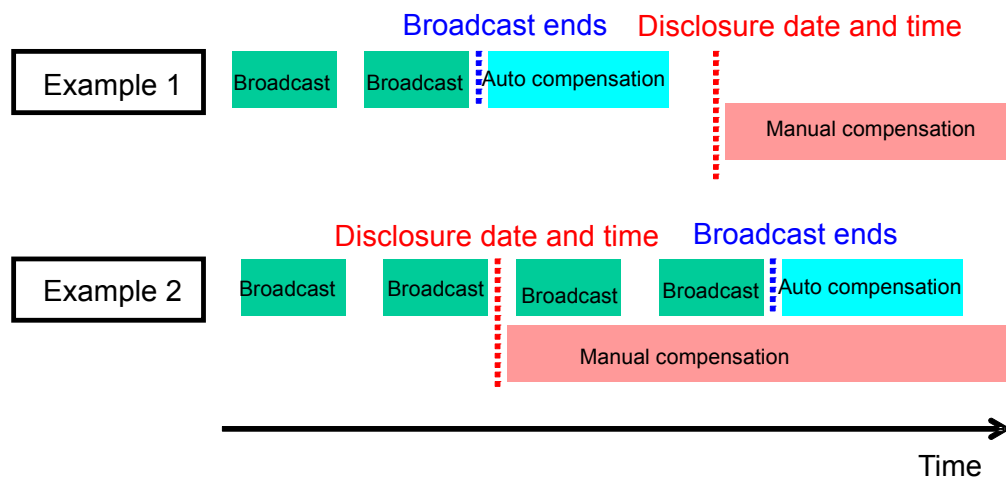 Broadcast ends
Disclosure date and time
Example 1
Broadcast
Broadcast
Auto compensation
Manual compensation
Disclosure date and time
Broadcast ends
Example 2
Broadcast
Broadcast
Broadcast
Broadcast
Auto compensation
Manual compensation
Time